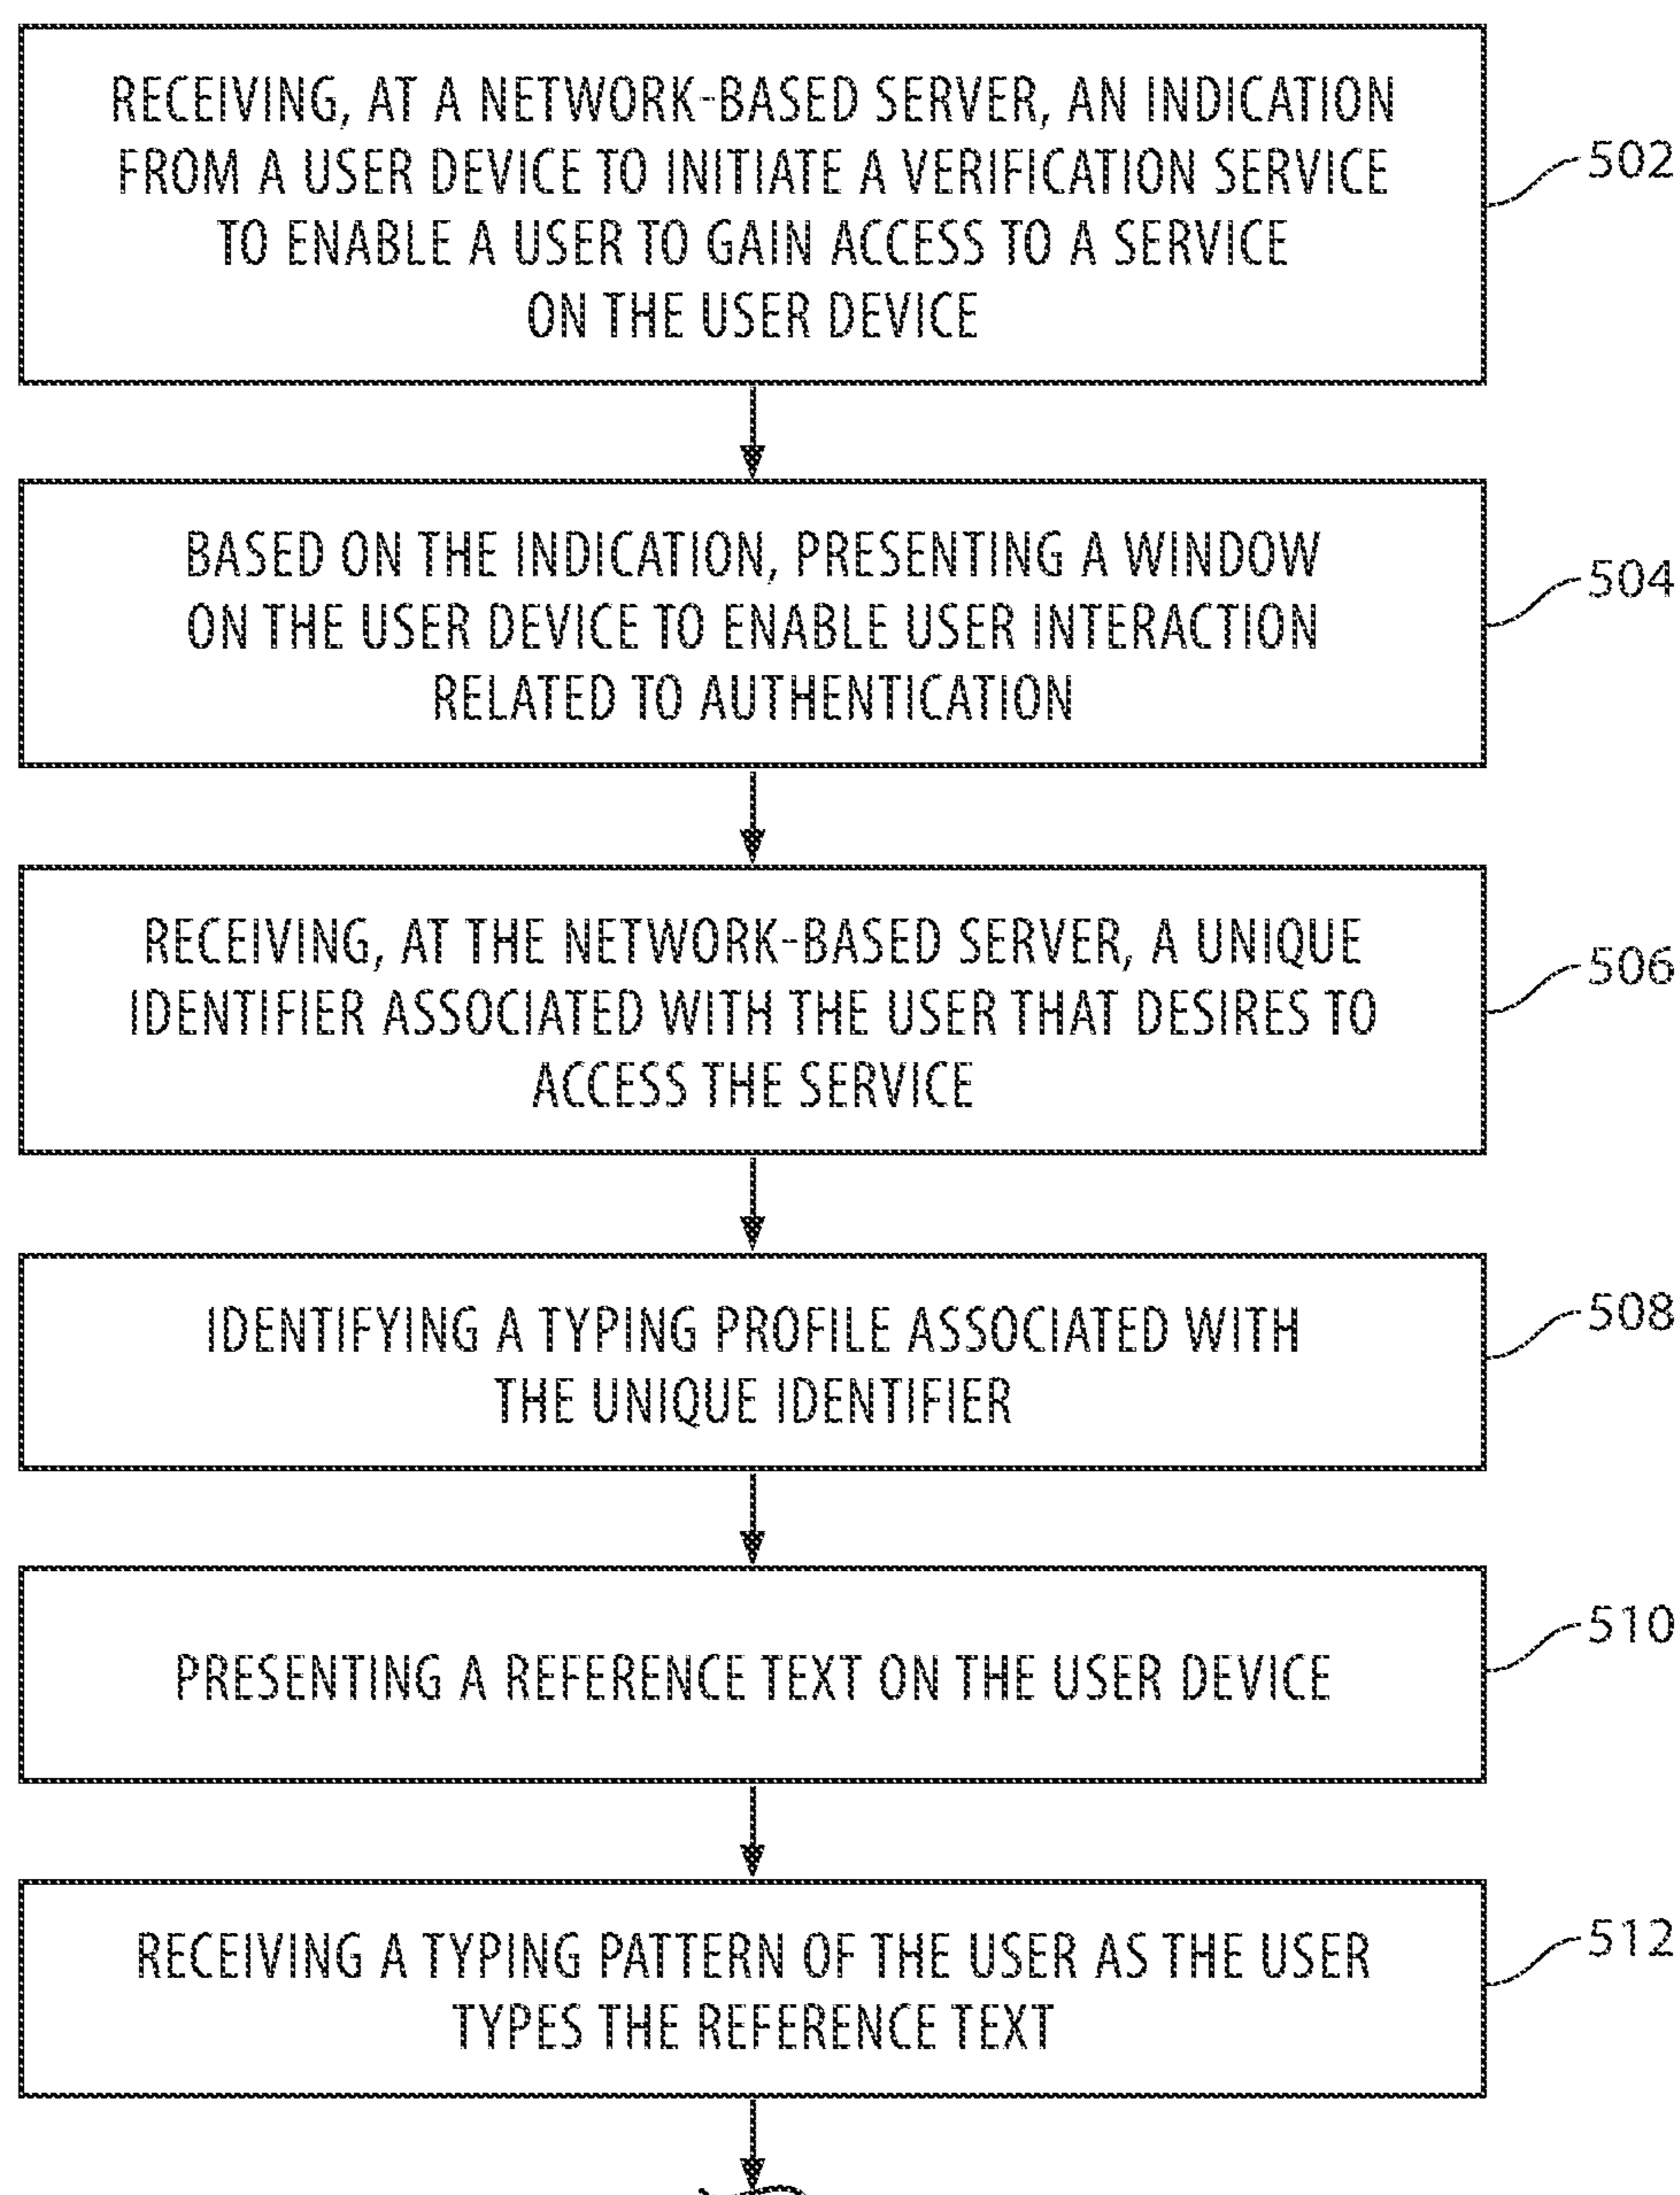 RECEIVING, AT A NETWORK-BASED SERVER, AN INDICATION
FROM A USER DEVICE TO INITIATE A VERIFICATION SERVICE
TO ENABLE A USER TO GAIN ACCESS TO A SERVICE
ON THE USER DEVICE
502
BASED ON THE INDICATION, PRESENTING A WINDOW
ON THE USER DEVICE TO ENABLE USER INTERACTION
RELATED TO AUTHENTICATION
504
RECEIVING, AT THE NETWORK-BASED SERVER, A UNIQUE
IDENTIFIER ASSOCIATED WITH THE USER THAT DESIRES TO
ACCESS THE SERVICE
506
IDENTIFYING A TYPING PROFILE ASSOCIATED WITH
THE UNIQUE IDENTIFIER
508
PRESENTING A REFERENCE TEXT ON THE USER DEVICE
510
RECEIVING A TYPING PATTERN OF THE USER AS THE USER
TYPES THE REFERENCE TEXT
512